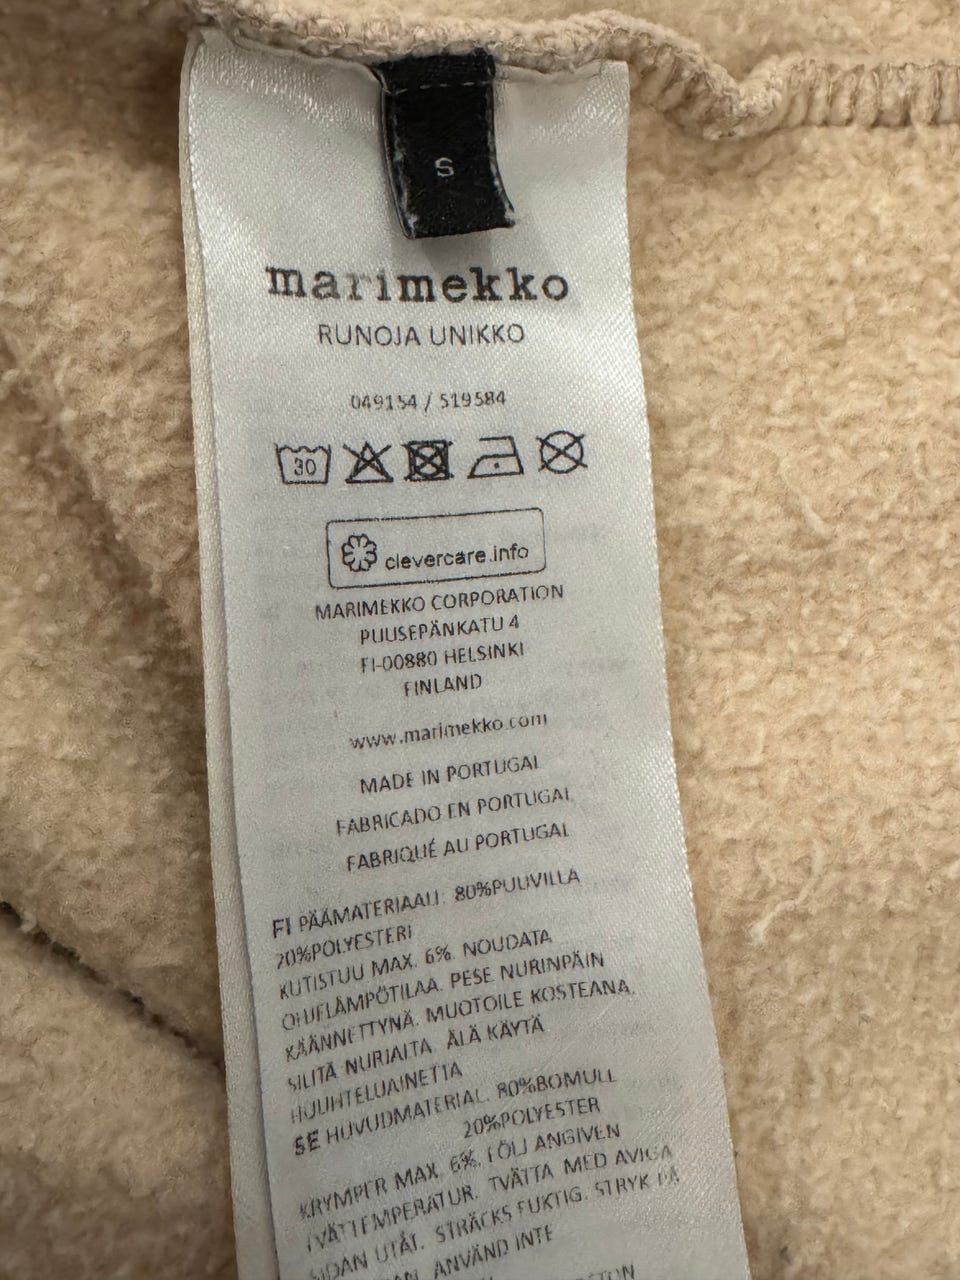 S
marimekko
RUNOJA UNIKKO
049154 / 519584
30
clevercare.info
MARIMEKKO CORPORATION
PUUSEPÄNKATU 4
FI-00880 HELSINKI
FINLAND
www.marimekko.com
MADE IN PORTUGAL
FABRICADO EN PORTUGAL
FABRIQUÉ AU PORTUGAL
FI PÄÄMATERIAALI: 80%PUUVILLA
20%POLYESTERI
KUTISTUU MAX. 6%. NOUDATA
OHJELÄMPÖTILAA. PESE NURINPÄIN
KÄÄNNETTYNÄ. MUOTOILE KOSTEANA.
SILITÄ NURJALTA. ÄLÄ KÄYTÄ
HUUHTELUAINETTA
SE HUVUDMATERIAL: 80%BOMULL
20%POLYESTER
KRYMPER MAX. 6%. FÖLJ ANGIVEN
TVÄTTEMPERATUR. TVÄTTA MED AVIGA
SIDAN UTÅT. STRÄCKS FUKTIG. STRYK PÅ
ANVÄND INTE